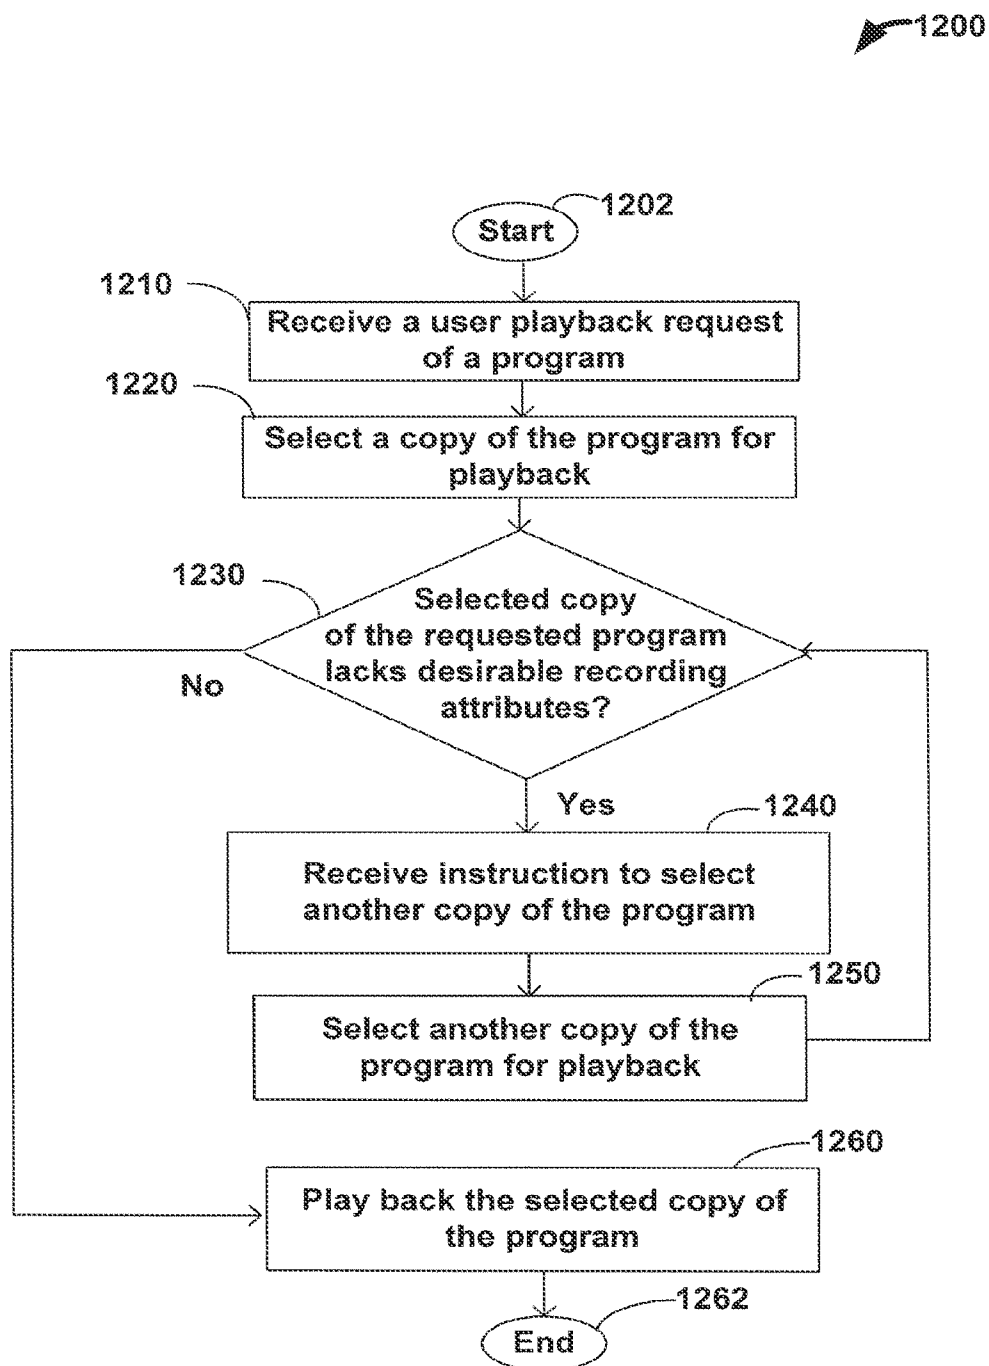 1200
1202
Start
1210
Receive a user playback request
of a program
1220
Select a copy of the program for
playback
1230
Selected copy
of the requested program
lacks desirable recording
attributes?
No
Yes
1240
Receive instruction to select
another copy of the program
1250
Select another copy of the
program for playback
1260
Play back the selected copy of
the program
1262
End